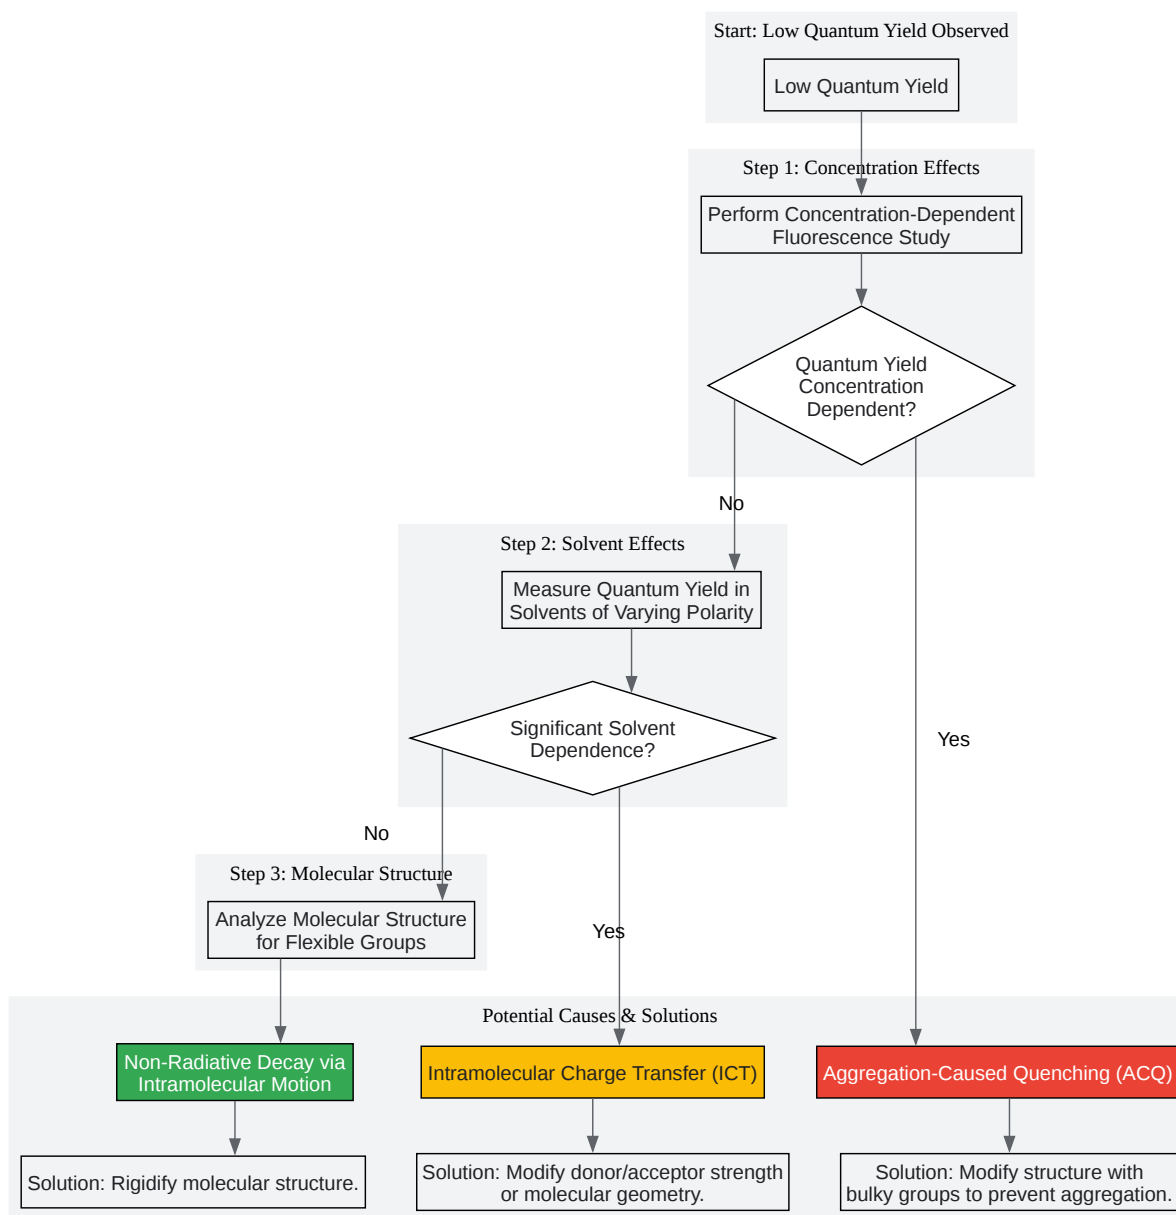 Start: Low Quantum Yield Observed
Low Quantum Yield
Step 1: Concentration Effects
Perform Concentration-Dependent
Fluorescence Study
Quantum Yield
Concentration
Dependent?
No
Yes
Step 2: Solvent Effects
Measure Quantum Yield in
Solvents of Varying Polarity
Significant Solvent
Dependence?
No
Yes
Step 3: Molecular Structure
Analyze Molecular Structure
for Flexible Groups
Potential Causes & Solutions
Non-Radiative Decay via
Intramolecular Motion
Intramolecular Charge Transfer (ICT)
Aggregation-Caused Quenching (ACQ)
Solution: Rigidify molecular structure.
Solution: Modify donor/acceptor strength
or molecular geometry.
Solution: Modify structure with
bulky groups to prevent aggregation.